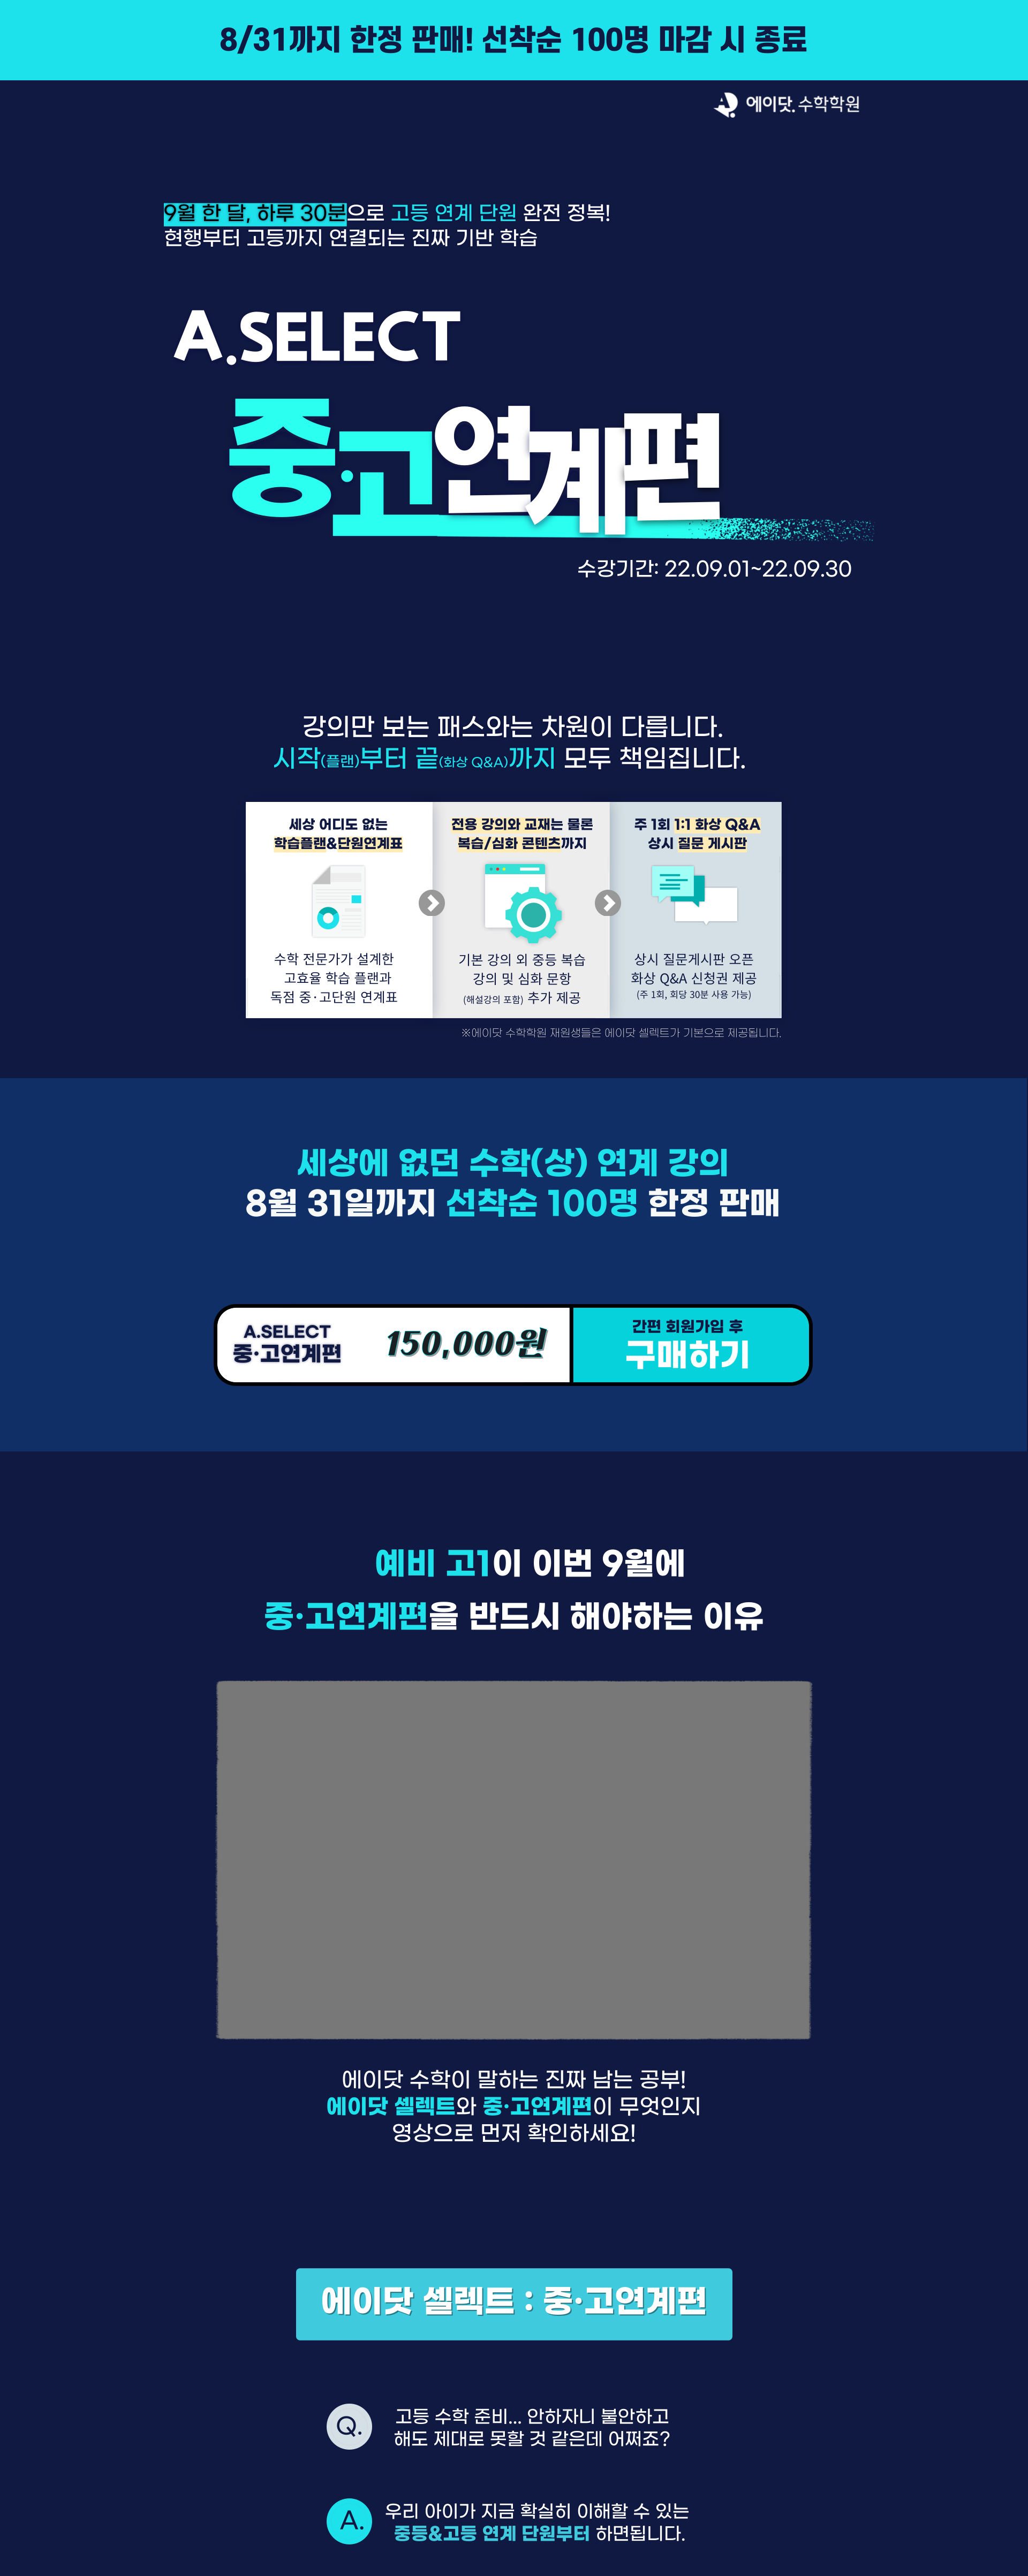 8/31까지 한정 판매! 선착순 100명 마감 시 종료
에이닷. 수학학원
9월 한 달, 하루 30분으로 고등 연계 단원 완전 정복!
현행부터 고등까지 연결되는 진짜 기반 학습
A.SELECT
중·고연계편
수강기간: 22.09.01~22.09.30
강의만 보는 패스와는 차원이 다릅니다.
시작(플랜)부터 끝(화상 Q&A)까지 모두 책임집니다.
세상 어디도 없는
학습플랜&단원연계표
수학 전문가가 설계한
고효율 학습 플랜과
독점 중·고단원 연계표
전용 강의와 교재는 물론
복습/심화 콘텐츠까지
기본 강의 외 중등 복습
강의 및 심화 문항
(해설강의 포함) 추가 제공
주 1회 1:1 화상 Q&A
상시 질문 게시판
상시 질문게시판 오픈
화상 Q&A 신청권 제공
(주 1회, 회당 30분 사용 가능)
※에이닷 수학학원 재원생들은 에이닷 셀렉트가 기본으로 제공됩니다.
세상에 없던 수학(상) 연계 강의
8월 31일까지 선착순 100명 한정 판매
A.SELECT
중·고연계편
150,000원
간편 회원가입 후
구매하기
예비 고1이 이번 9월에
중·고연계편을 반드시 해야하는 이유
에이닷 수학이 말하는 진짜 남는 공부!
에이닷 셀렉트와 중·고연계편이 무엇인지
영상으로 먼저 확인하세요!
에이닷 셀렉트 : 중·고연계편
Q.
고등 수학 준비... 안하자니 불안하고
해도 제대로 못할 것 같은데 어쩌죠?
A.
우리 아이가 지금 확실히 이해할 수 있는
중등&고등 연계 단원부터 하면됩니다.